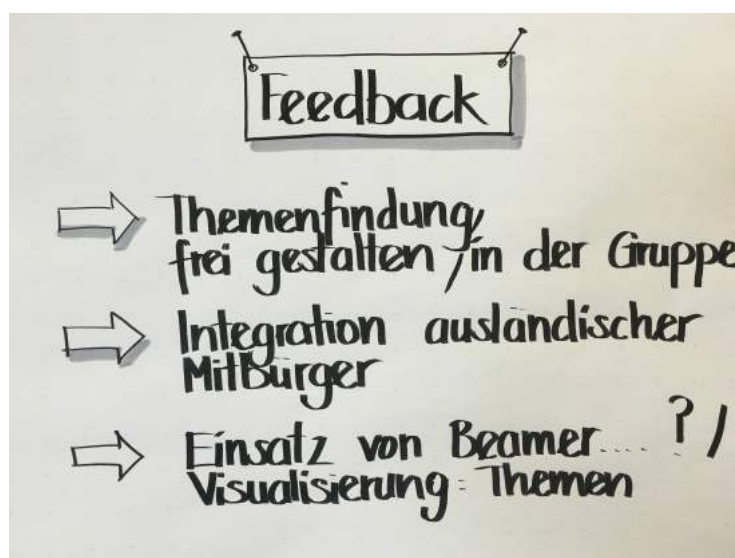 Feedback
Themenfindung,
frei gestalten / in der Gruppe
Integration ausländischer
Mitbürger
Einsatz von Beamer.... ? /
Visualisierung: Themen